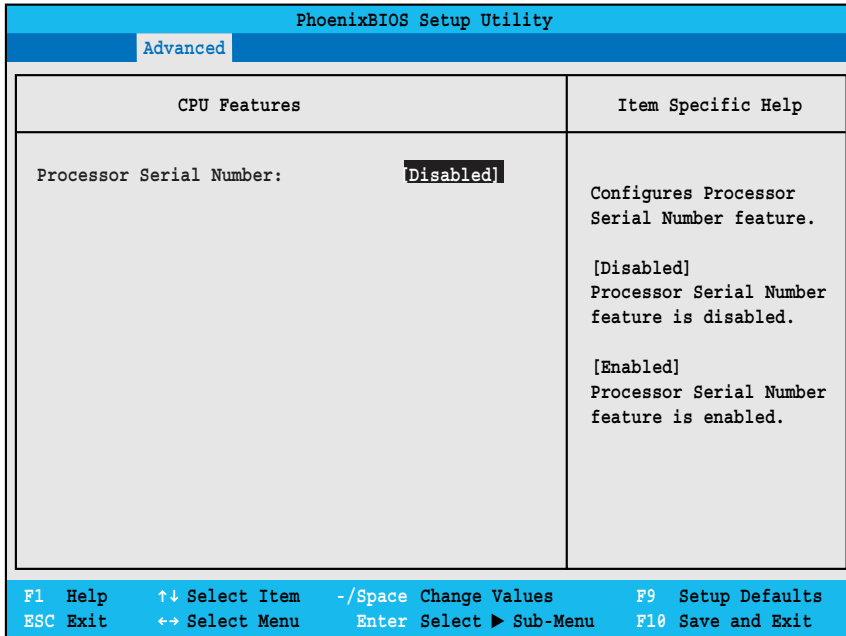 PhoenixBIOS Setup Utility
Advanced
CPU Features
Item Specific Help
Processor Serial Number: [Disabled]
Configures Processor
Serial Number feature.
[Disabled]
Processor Serial Number
feature is disabled.
[Enabled]
Processor Serial Number
feature is enabled.
F1 Help ↑↓ Select Item -/Space Change Values F9 Setup Defaults
ESC Exit ←→ Select Menu Enter Select ▶ Sub-Menu F10 Save and Exit